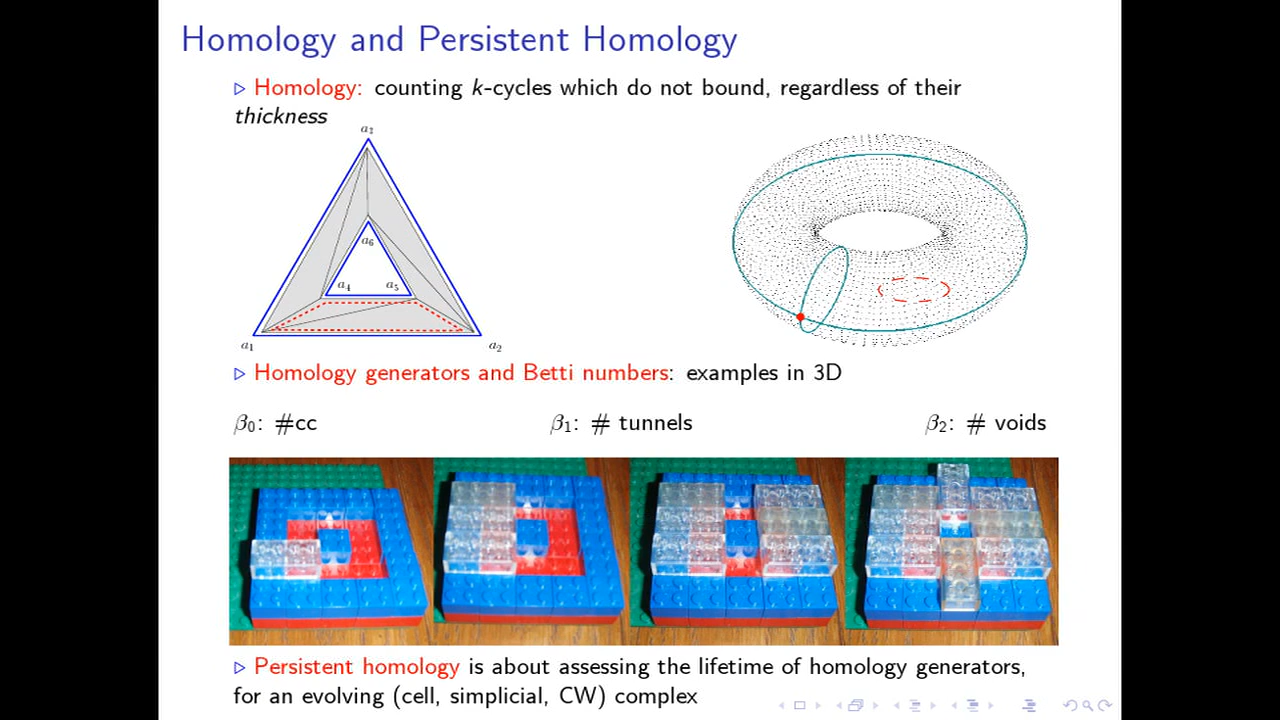 Homology and Persistent Homology
▷ Homology: counting k-cycles which do not bound, regardless of their
thickness
a₃
a₆
a₄ a₅
a₁ a₂
▷ Homology generators and Betti numbers: examples in 3D
β₀: #cc β₁: # tunnels β₂: # voids
▷ Persistent homology is about assessing the lifetime of homology generators,
for an evolving (cell, simplicial, CW) complex